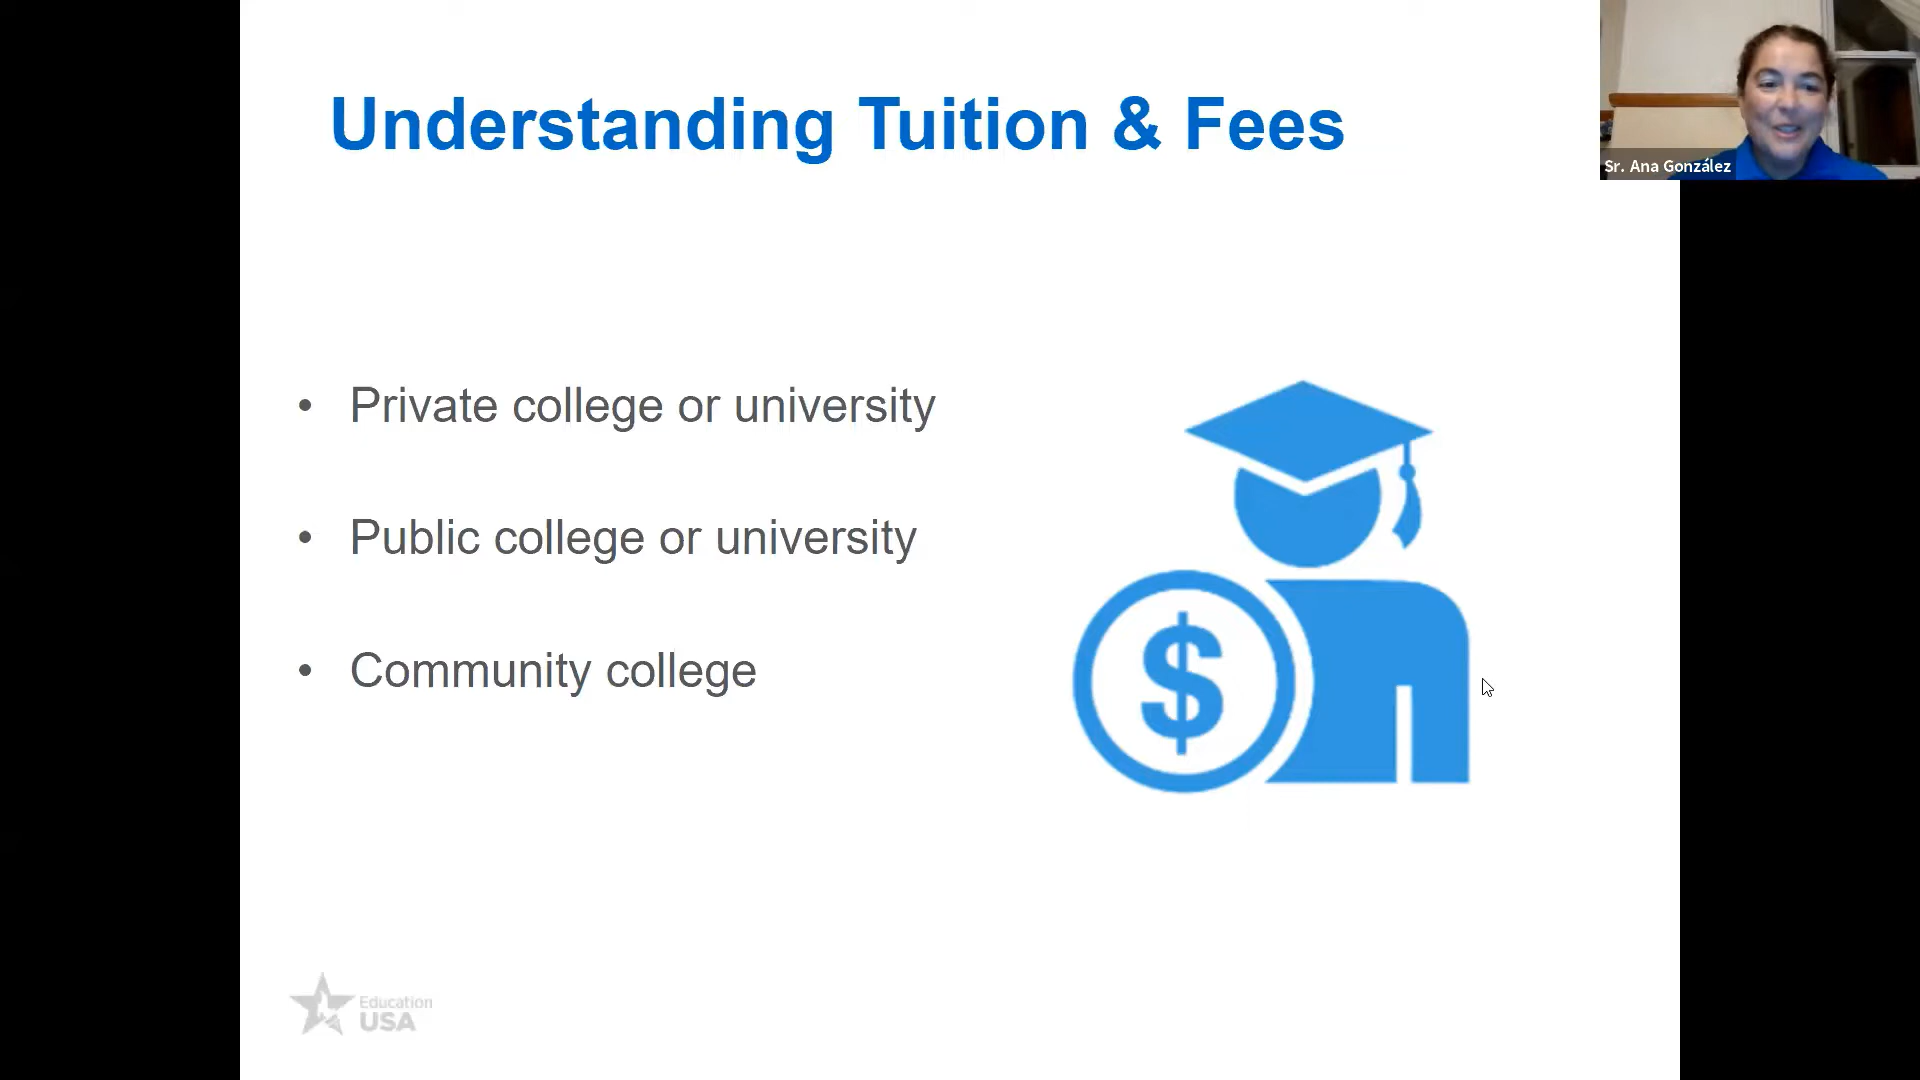 Understanding Tuition & Fees
Sr. Ana González
• Private college or university
• Public college or university
• Community college
$
Education
USA